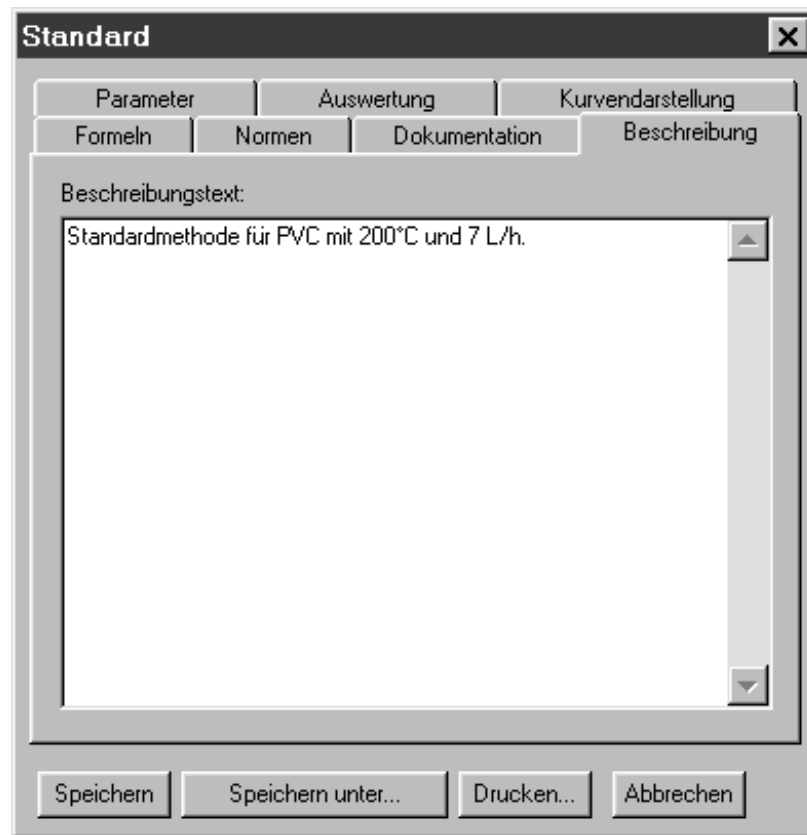 Standard
Parameter Auswertung Kurvendarstellung
Formeln Normen Dokumentation Beschreibung
Beschreibungstext:
Standardmethode für PVC mit 200°C und 7 L/h.
Speichern Speichern unter... Drucken... Abbrechen